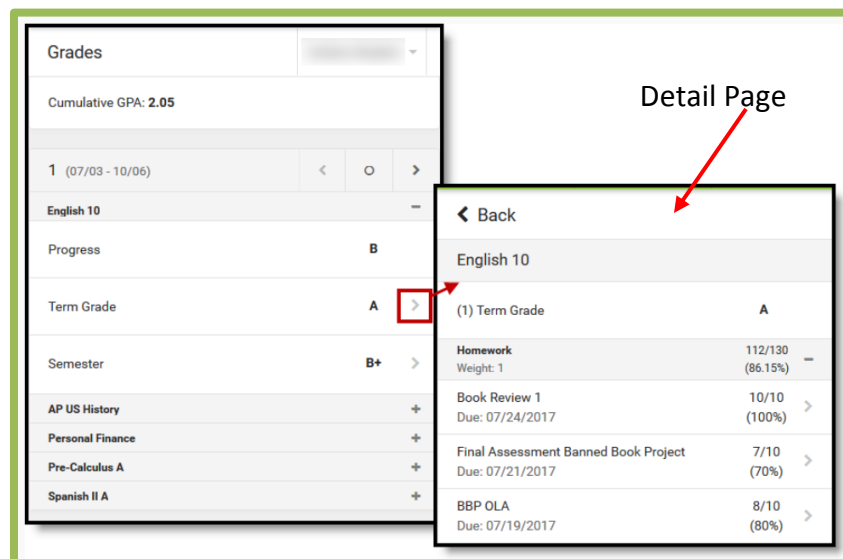 Grades
Cumulative GPA: 2.05
1 (07/03 - 10/06)
English 10
Progress B
Term Grade A
Semester B+
AP US History
Personal Finance
Pre-Calculus A
Spanish II A
Detail Page
Back
English 10
(1) Term Grade A
Homework 112/130
Weight: 1 (86.15%)
Book Review 1 10/10
Due: 07/24/2017 (100%)
Final Assessment Banned Book Project 7/10
Due: 07/21/2017 (70%)
BBP OLA 8/10
Due: 07/19/2017 (80%)